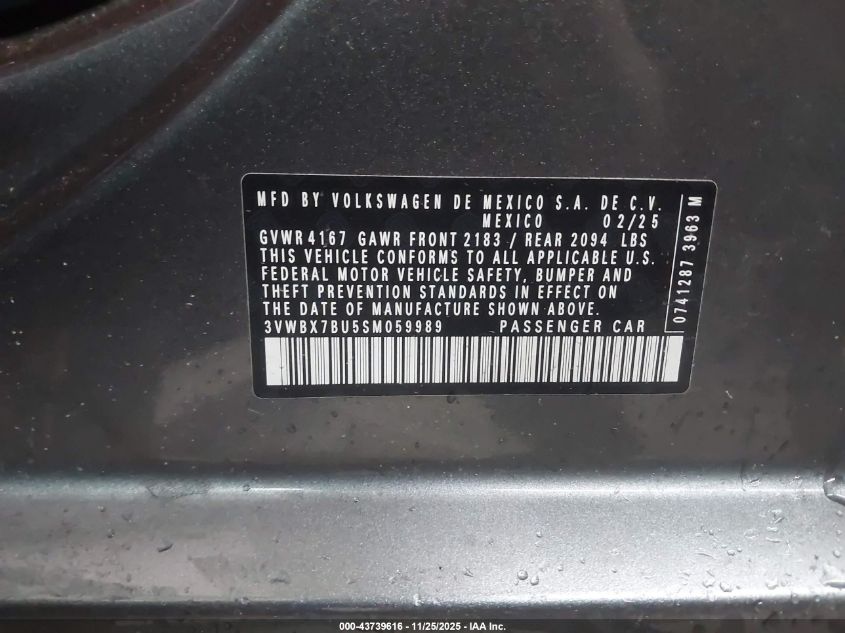 MFD BY VOLKSWAGEN DE MEXICO S.A. DE C.V.
MEXICO 02/25
GVWR 4167 GAWR FRONT 2183 / REAR 2094 LBS
THIS VEHICLE CONFORMS TO ALL APPLICABLE U.S.
FEDERAL MOTOR VEHICLE SAFETY, BUMPER AND
THEFT PREVENTION STANDARDS IN EFFECT ON
THE DATE OF MANUFACTURE SHOWN ABOVE.
3VWBX7BU5SM059989 PASSENGER CAR
0741287 3963 M
000-43739616 - 11/25/2025 - IAA Inc.